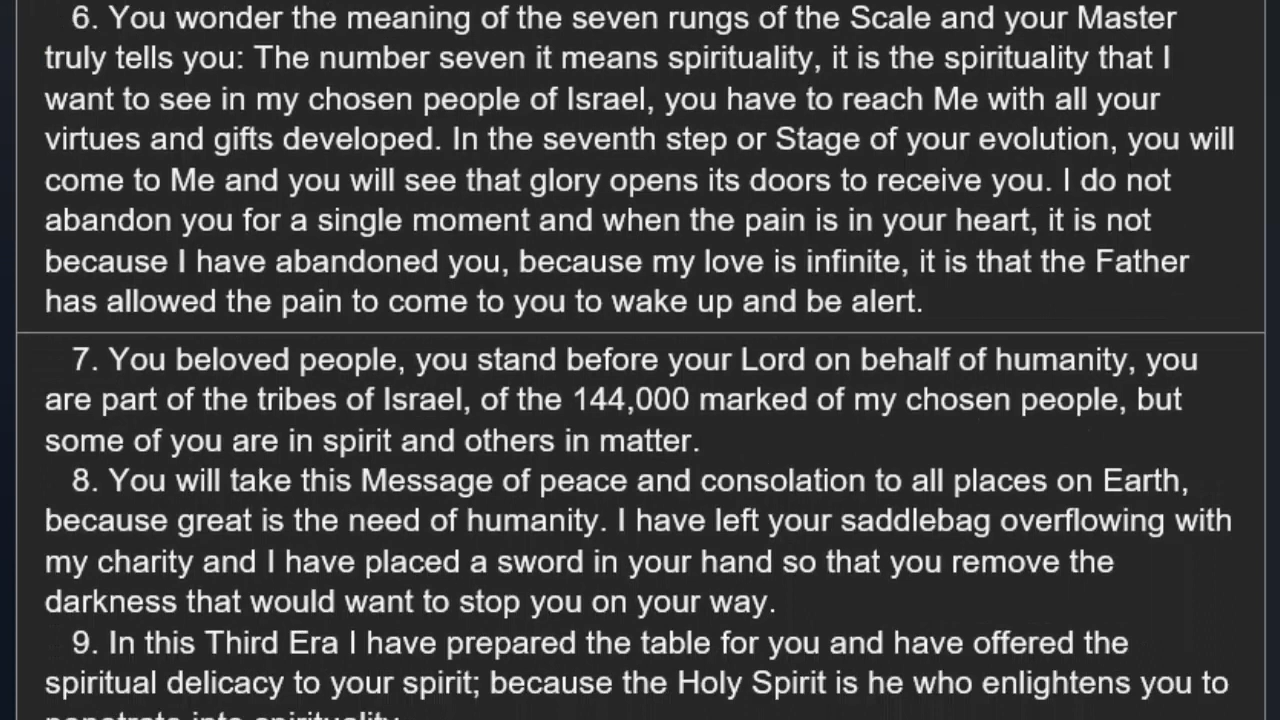 6. You wonder the meaning of the seven rungs of the Scale and your Master
truly tells you: The number seven it means spirituality, it is the spirituality that I
want to see in my chosen people of Israel, you have to reach Me with all your
virtues and gifts developed. In the seventh step or Stage of your evolution, you will
come to Me and you will see that glory opens its doors to receive you. I do not
abandon you for a single moment and when the pain is in your heart, it is not
because I have abandoned you, because my love is infinite, it is that the Father
has allowed the pain to come to you to wake up and be alert.
7. You beloved people, you stand before your Lord on behalf of humanity, you
are part of the tribes of Israel, of the 144,000 marked of my chosen people, but
some of you are in spirit and others in matter.
8. You will take this Message of peace and consolation to all places on Earth,
because great is the need of humanity. I have left your saddlebag overflowing with
my charity and I have placed a sword in your hand so that you remove the
darkness that would want to stop you on your way.
9. In this Third Era I have prepared the table for you and have offered the
spiritual delicacy to your spirit; because the Holy Spirit is he who enlightens you to
penetrate into spirituality.